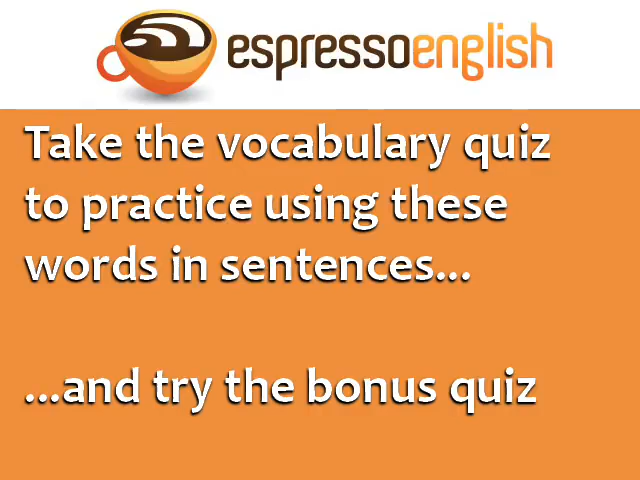 espressoenglish
Take the vocabulary quiz
to practice using these
words in sentences...
...and try the bonus quiz